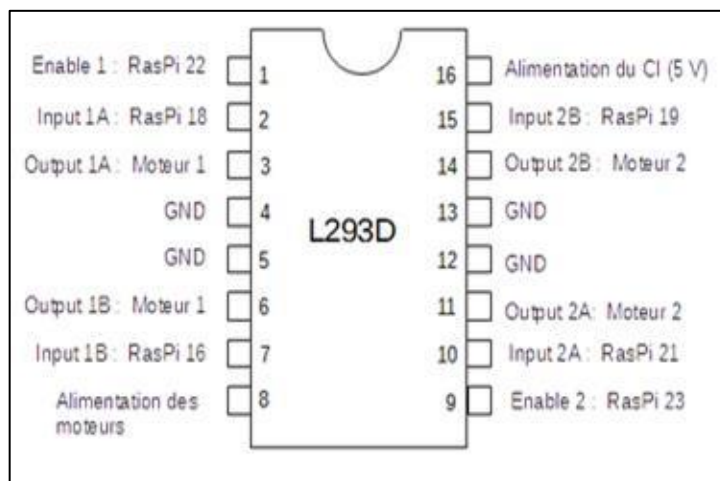 Enable 1 : RasPi 22
1
Input 1A : RasPi 18
2
Output 1A : Moteur 1
3
GND
4
GND
5
Output 1B : Moteur 1
6
Input 1B : RasPi 16
7
Alimentation des
moteurs
8
L293D
16
Alimentation du CI (5 V)
15
Input 2B : RasPi 19
14
Output 2B : Moteur 2
13
GND
12
GND
11
Output 2A: Moteur 2
10
Input 2A : RasPi 21
9
Enable 2 : RasPi 23